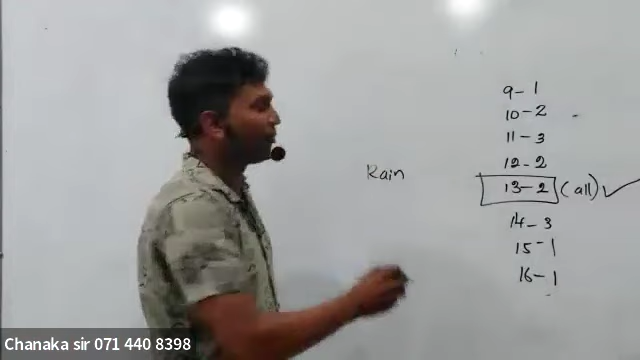 9-1
10-2
11-3
Rain
12-2
13-2 (all) ✓
14-3
15-1
16-1
Chanaka sir 071 440 8398